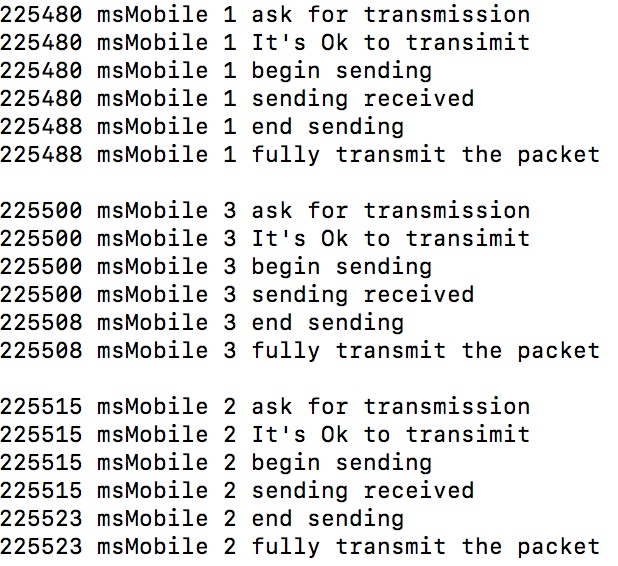 225480 msMobile 1 ask for transmission
225480 msMobile 1 It's Ok to transimit
225480 msMobile 1 begin sending
225480 msMobile 1 sending received
225488 msMobile 1 end sending
225488 msMobile 1 fully transmit the packet
225500 msMobile 3 ask for transmission
225500 msMobile 3 It's Ok to transimit
225500 msMobile 3 begin sending
225500 msMobile 3 sending received
225508 msMobile 3 end sending
225508 msMobile 3 fully transmit the packet
225515 msMobile 2 ask for transmission
225515 msMobile 2 It's Ok to transimit
225515 msMobile 2 begin sending
225515 msMobile 2 sending received
225523 msMobile 2 end sending
225523 msMobile 2 fully transmit the packet